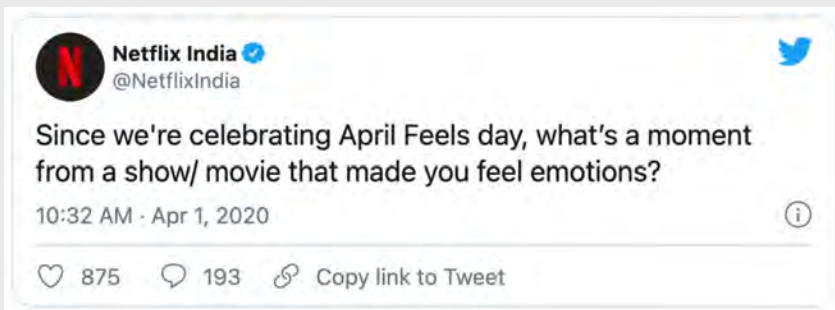 Netflix India
@NetflixIndia
Since we're celebrating April Feels day, what's a moment
from a show/ movie that made you feel emotions?
10:32 AM · Apr 1, 2020
875 193 Copy link to Tweet